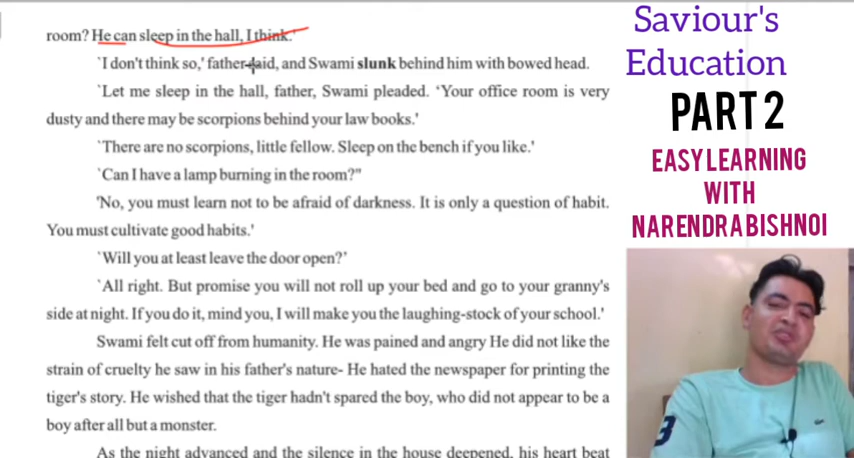 room? He can sleep in the hall, I think.'
`I don't think so,' father said, and Swami slunk behind him with bowed head.
`Let me sleep in the hall, father, Swami pleaded. ‘Your office room is very
dusty and there may be scorpions behind your law books.'
`There are no scorpions, little fellow. Sleep on the bench if you like.'
`Can I have a lamp burning in the room?"
'No, you must learn not to be afraid of darkness. It is only a question of habit.
You must cultivate good habits.'
`Will you at least leave the door open?’
`All right. But promise you will not roll up your bed and go to your granny's
side at night. If you do it, mind you, I will make you the laughing-stock of your school.'
Swami felt cut off from humanity. He was pained and angry He did not like the
strain of cruelty he saw in his father's nature- He hated the newspaper for printing the
tiger's story. He wished that the tiger hadn't spared the boy, who did not appear to be a
boy after all but a monster.
As the night advanced and the silence in the house deepened, his heart beat
Saviour's
Education
PART 2
EASY LEARNING
WITH
NARENDRA BISHNOI
3